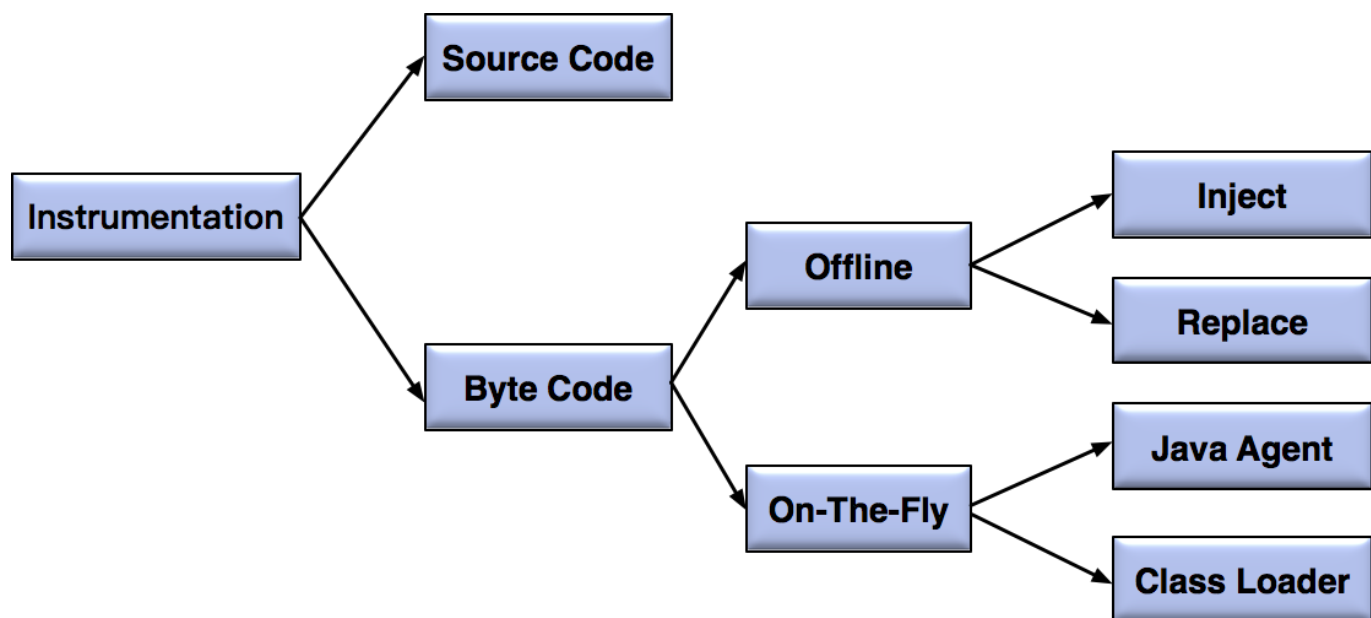 Source Code
Instrumentation
Inject
Offline
Replace
Byte Code
Java Agent
On-The-Fly
Class Loader